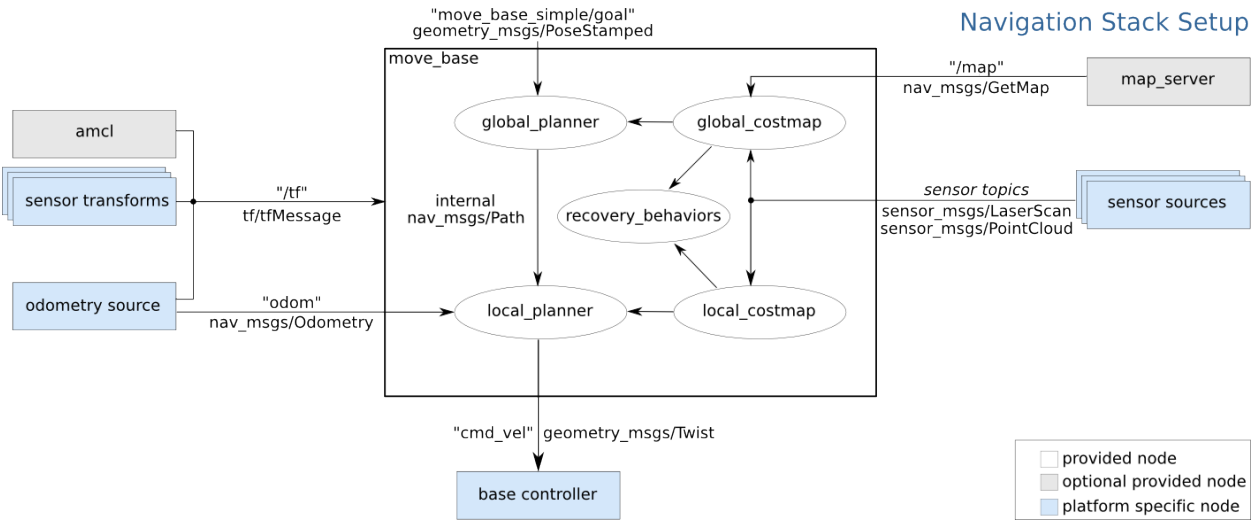 "move_base_simple/goal"
geometry_msgs/PoseStamped
Navigation Stack Setup
move_base
"/map"
nav_msgs/GetMap
map_server
amcl
global_planner
global_costmap
sensor transforms
"/tf"
tf/tfMessage
internal
nav_msgs/Path
recovery_behaviors
sensor topics
sensor_msgs/LaserScan
sensor_msgs/PointCloud
sensor sources
odometry source
"odom"
nav_msgs/Odometry
local_planner
local_costmap
"cmd_vel" geometry_msgs/Twist
base controller
provided node
optional provided node
platform specific node